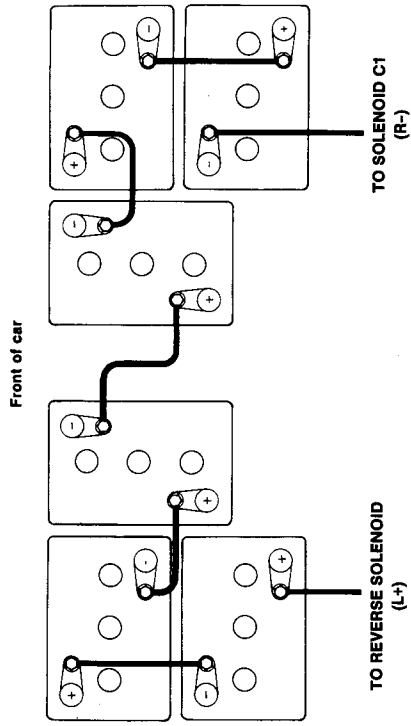 Front of car
+ - - +
- -
- + + -
+ +
TO REVERSE SOLENOID
(L+)
TO SOLENOID C1
(R-)